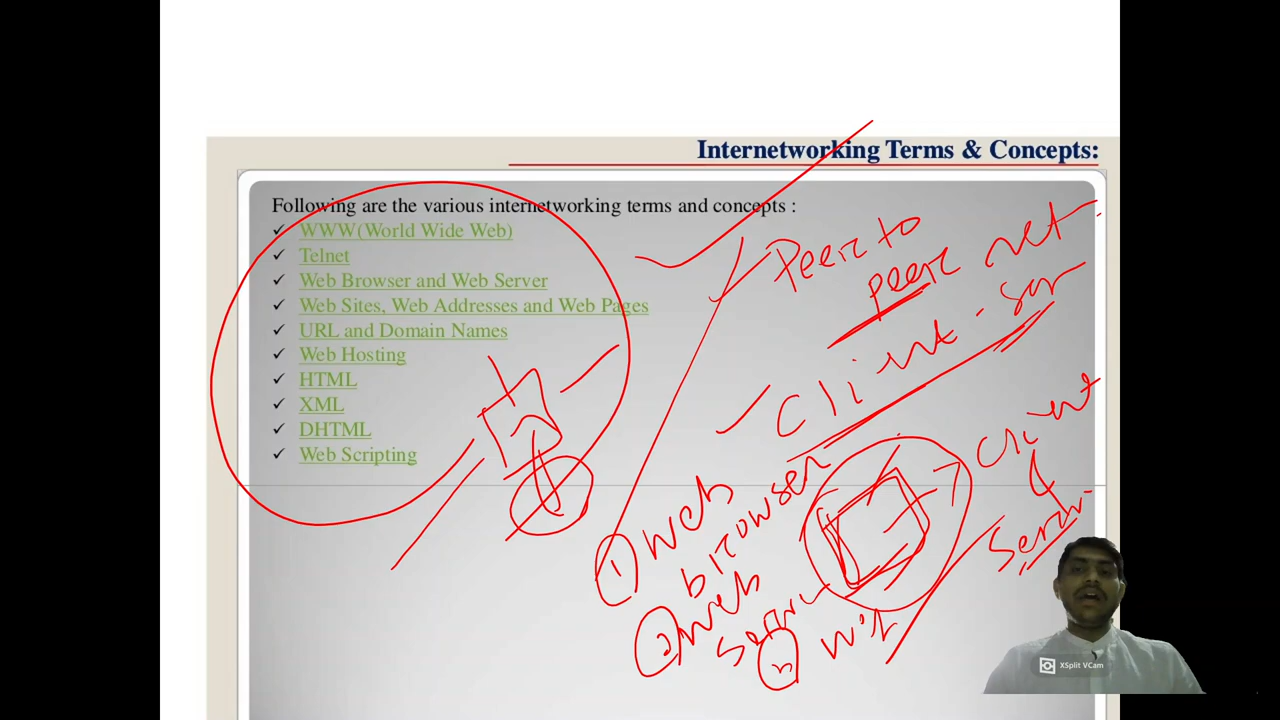 Internetworking Terms & Concepts:
Following are the various internetworking terms and concepts :
✓ WWW(World Wide Web)
✓ Telnet
✓ Web Browser and Web Server
✓ Web Sites, Web Addresses and Web Pages
✓ URL and Domain Names
✓ Web Hosting
✓ HTML
✓ XML
✓ DHTML
✓ Web Scripting
Peer to
peer net.
Client - Ser
Client
&
Server
① Web
browser
② Web
Server
XSplit VCam